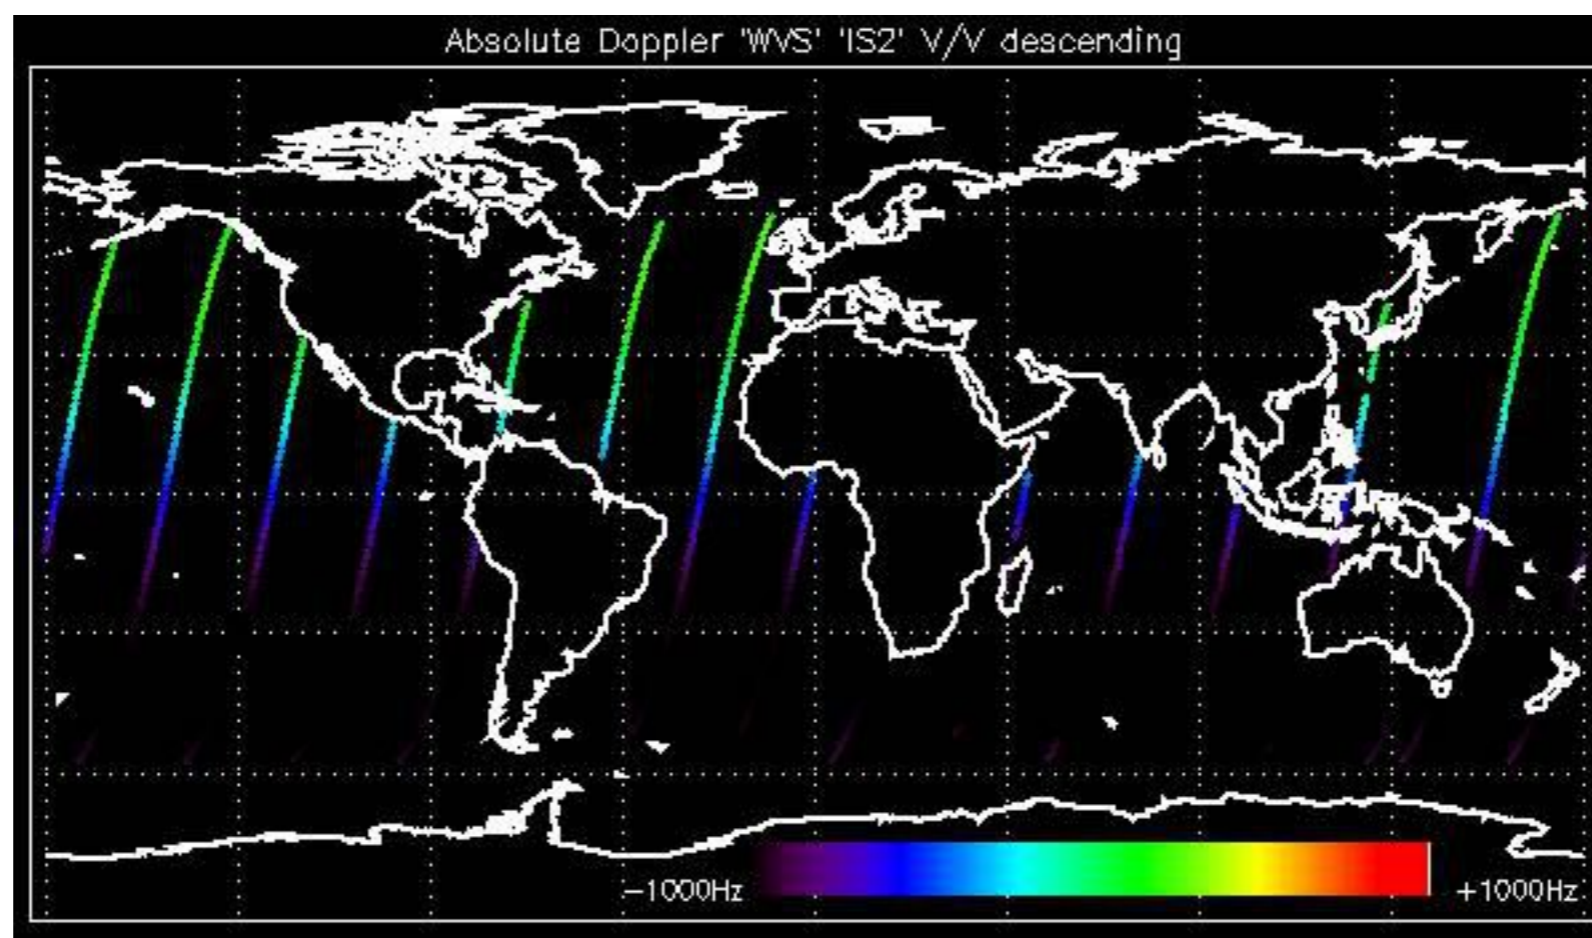 Absolute Doppler 'WVS' 'IS2' V/V descending
-1000Hz +1000Hz